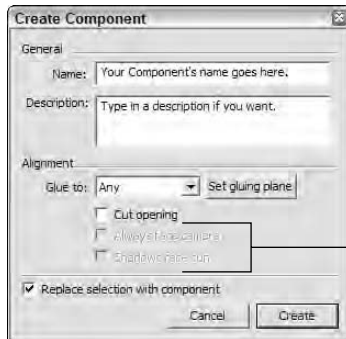 Create Component
General
Name: Your Component's name goes here.
Description: Type in a description if you want.
Alignment
Glue to: Any Set gluing plane
Cut opening
Always face camera
Shadows face sun
Replace selection with component
Cancel Create